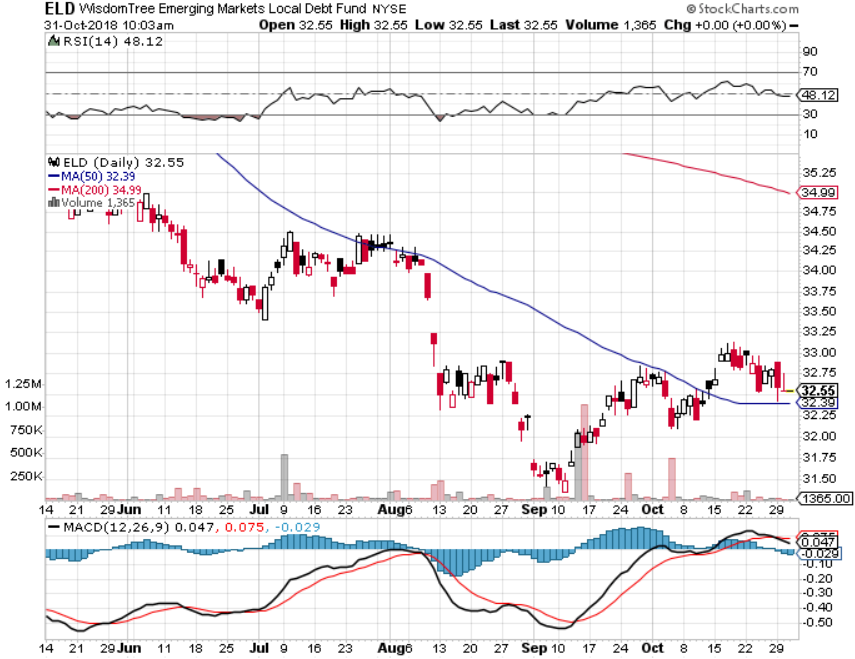 ELD WisdomTree Emerging Markets Local Debt Fund NYSE
© StockCharts.com
31-Oct-2018 10:03am
Open 32.55 High 32.55 Low 32.55 Last 32.55 Volume 1,365 Chg +0.00 (+0.00%)
RSI(14) 48.12
90
70
48.12
30
10
ELD (Daily) 32.55
MA(50) 32.39
MA(200) 34.99
Volume 1,365
35.25
34.99
34.75
34.50
34.25
34.00
33.75
33.50
33.25
33.00
32.75
32.55
32.39
32.25
32.00
31.75
31.50
1365.00
1.25M
1.00M
750K
500K
250K
14 21 29 Jun 11 18 25 Jul 9 16 23 Aug 6 13 20 27 Sep 10 17 24 Oct 8 15 22 29
MACD(12,26,9) 0.047, 0.075, -0.029
0.047
-0.029
-0.10
-0.20
-0.30
-0.40
-0.50
14 21 29 Jun 11 18 25 Jul 9 16 23 Aug 6 13 20 27 Sep 10 17 24 Oct 8 15 22 29